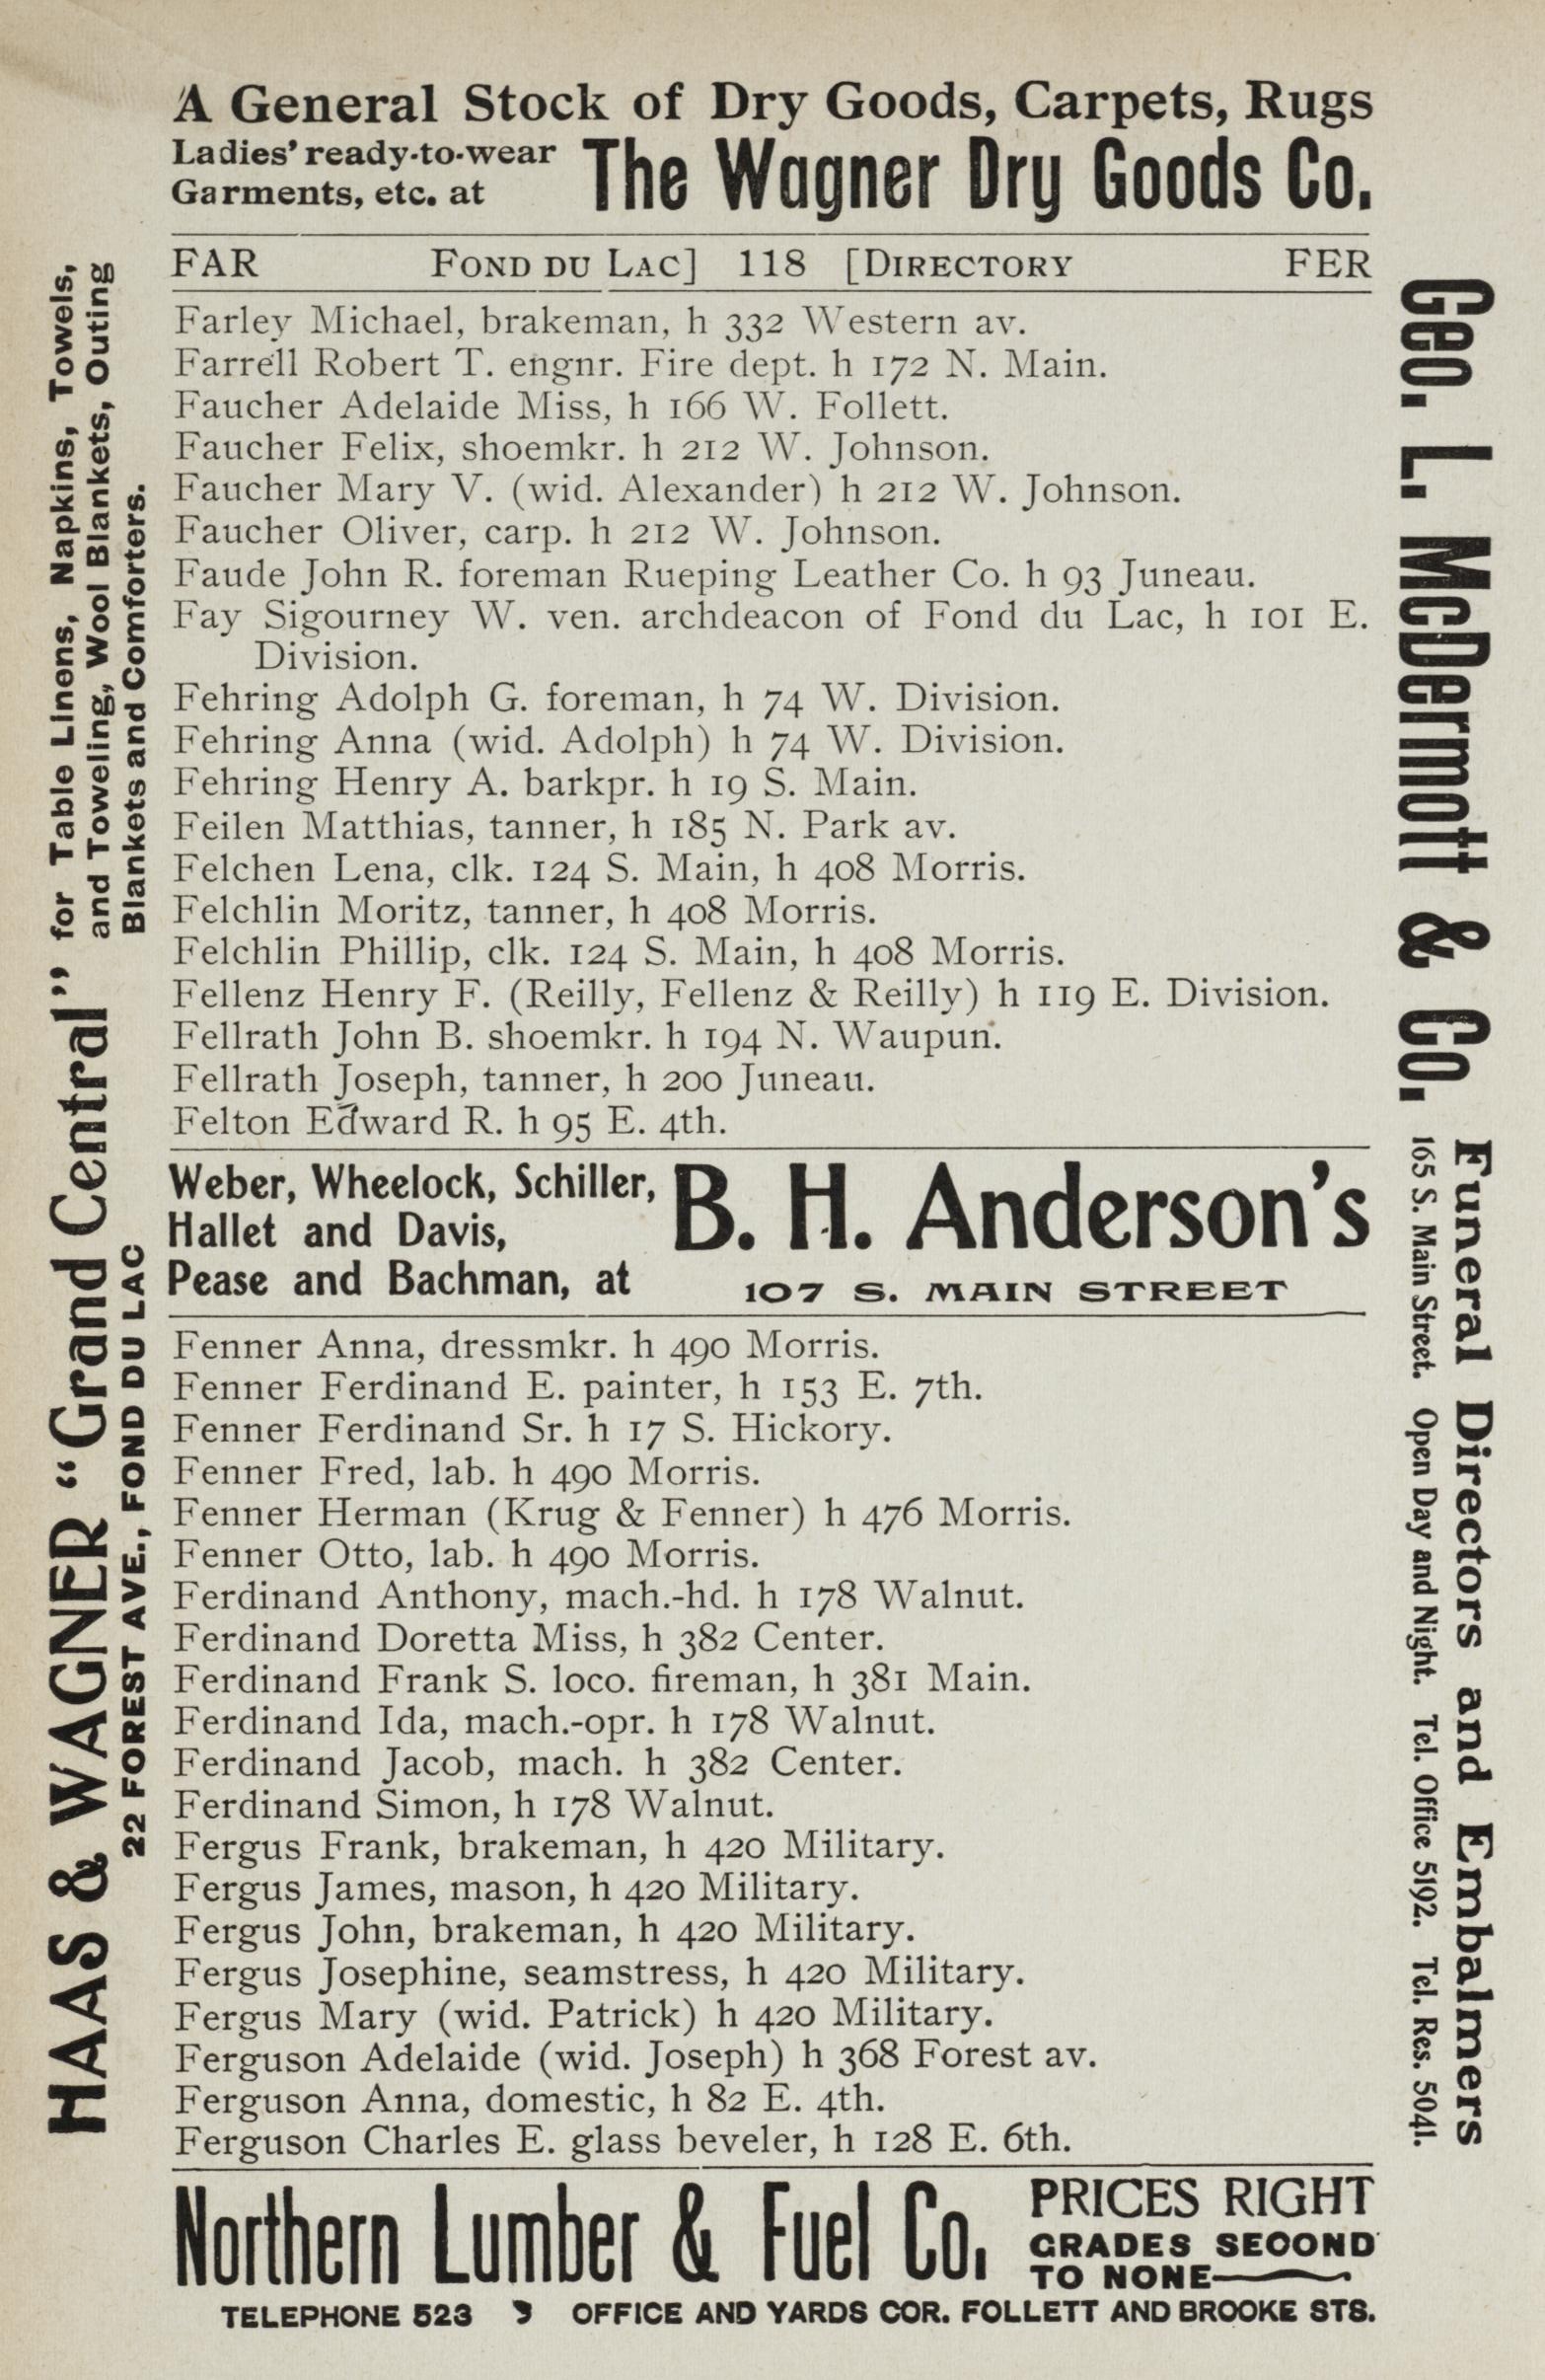 A General Stock of Dry Goods, Carpets, Rugs
Ladies' ready-to-wear
Garments, etc. at
The Wagner Dry Goods Co.
FAR FOND DU LAC] 118 [DIRECTORY FER
Farley Michael, brakeman, h 332 Western av.
Farrell Robert T. engnr. Fire dept. h 172 N. Main.
Faucher Adelaide Miss, h 166 W. Follett.
Faucher Felix, shoemkr. h 212 W. Johnson.
Faucher Mary V. (wid. Alexander) h 212 W. Johnson.
Faucher Oliver, carp. h 212 W. Johnson.
Faude John R. foreman Rueping Leather Co. h 93 Juneau.
Fay Sigourney W. ven. archdeacon of Fond du Lac, h 101 E.
Division.
Fehring Adolph G. foreman, h 74 W. Division.
Fehring Anna (wid. Adolph) h 74 W. Division.
Fehring Henry A. barkpr. h 19 S. Main.
Feilen Matthias, tanner, h 185 N. Park av.
Felchen Lena, clk. 124 S. Main, h 408 Morris.
Felchlin Moritz, tanner, h 408 Morris.
Felchlin Phillip, clk. 124 S. Main, h 408 Morris.
Fellenz Henry F. (Reilly, Fellenz & Reilly) h 119 E. Division.
Fellrath John B. shoemkr. h 194 N. Waupun.
Fellrath Joseph, tanner, h 200 Juneau.
Felton Edward R. h 95 E. 4th.
Weber, Wheelock, Schiller,
Hallet and Davis,
Pease and Bachman, at
B. H. Anderson's
107 S. MAIN STREET
Fenner Anna, dressmkr. h 490 Morris.
Fenner Ferdinand E. painter, h 153 E. 7th.
Fenner Ferdinand Sr. h 17 S. Hickory.
Fenner Fred, lab. h 490 Morris.
Fenner Herman (Krug & Fenner) h 476 Morris.
Fenner Otto, lab. h 490 Morris.
Ferdinand Anthony, mach.-hd. h 178 Walnut.
Ferdinand Doretta Miss, h 382 Center.
Ferdinand Frank S. loco. fireman, h 381 Main.
Ferdinand Ida, mach.-opr. h 178 Walnut.
Ferdinand Jacob, mach. h 382 Center.
Ferdinand Simon, h 178 Walnut.
Fergus Frank, brakeman, h 420 Military.
Fergus James, mason, h 420 Military.
Fergus John, brakeman, h 420 Military.
Fergus Josephine, seamstress, h 420 Military.
Fergus Mary (wid. Patrick) h 420 Military.
Ferguson Adelaide (wid. Joseph) h 368 Forest av.
Ferguson Anna, domestic, h 82 E. 4th.
Ferguson Charles E. glass beveler, h 128 E. 6th.
Northern Lumber & Fuel Co.
PRICES RIGHT
GRADES SECOND
TO NONE
TELEPHONE 523 , OFFICE AND YARDS COR. FOLLETT AND BROOKE STS.
HAAS & WAGNER "Grand Central"
22 FOREST AVE., FOND DU LAC
for Table Linens, Napkins, Towels,
and Toweling, Wool Blankets, Outing
Blankets and Comforters.
Geo. L. McDermott & Co.
Funeral Directors and Embalmers
165 S. Main Street. Open Day and Night. Tel. Office 5192. Tel. Res. 5041.